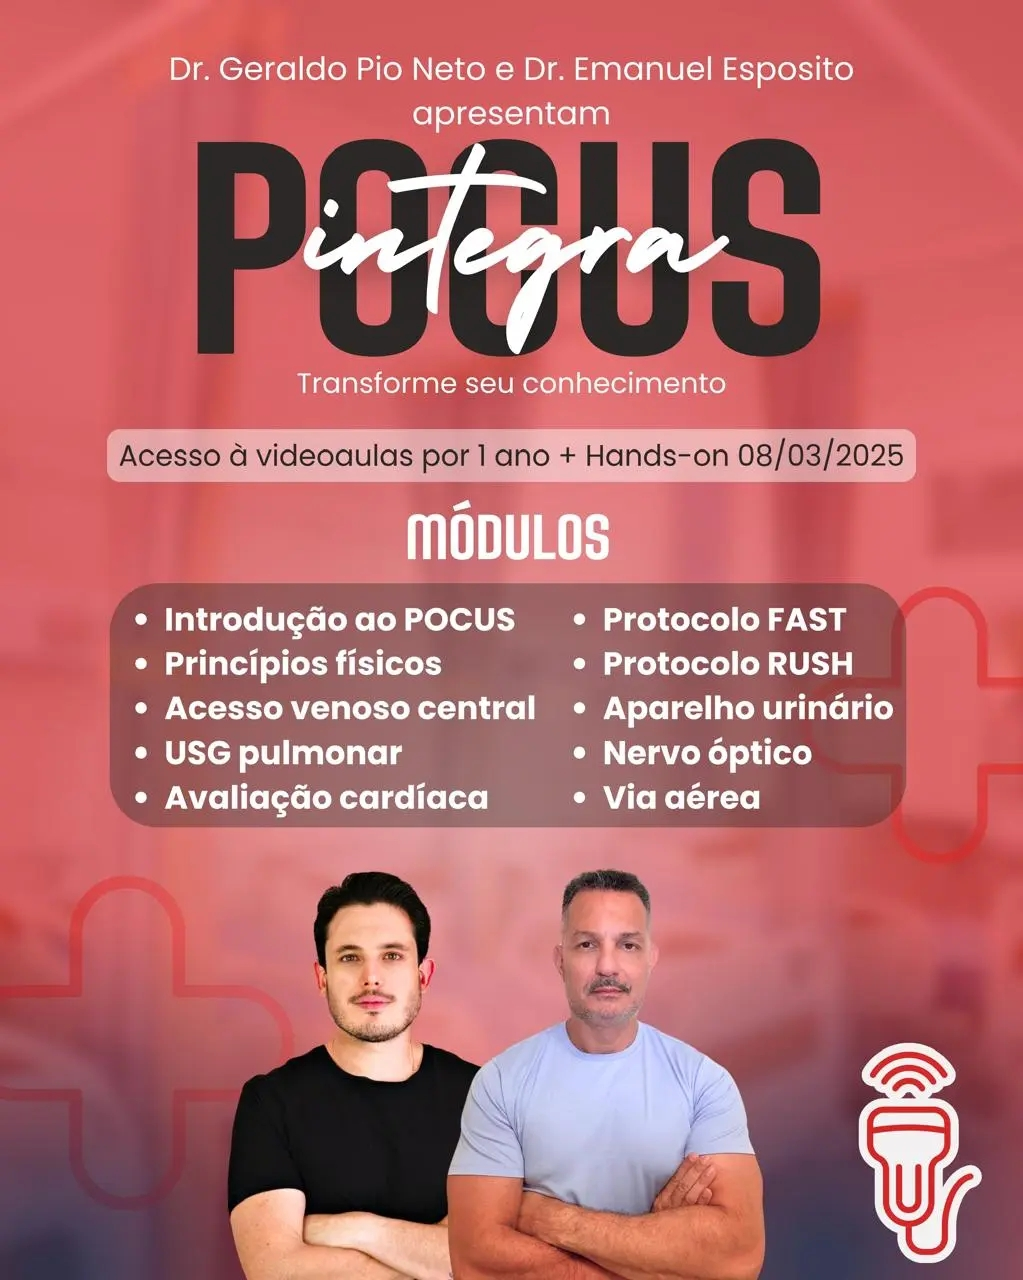 Dr. Geraldo Pio Neto e Dr. Emanuel Esposito
apresentam
POCUS
integra
Transforme seu conhecimento
Acesso à videoaulas por 1 ano + Hands-on 08/03/2025
MÓDULOS
• Introdução ao POCUS
• Princípios físicos
• Acesso venoso central
• USG pulmonar
• Avaliação cardíaca
• Protocolo FAST
• Protocolo RUSH
• Aparelho urinário
• Nervo óptico
• Via aérea